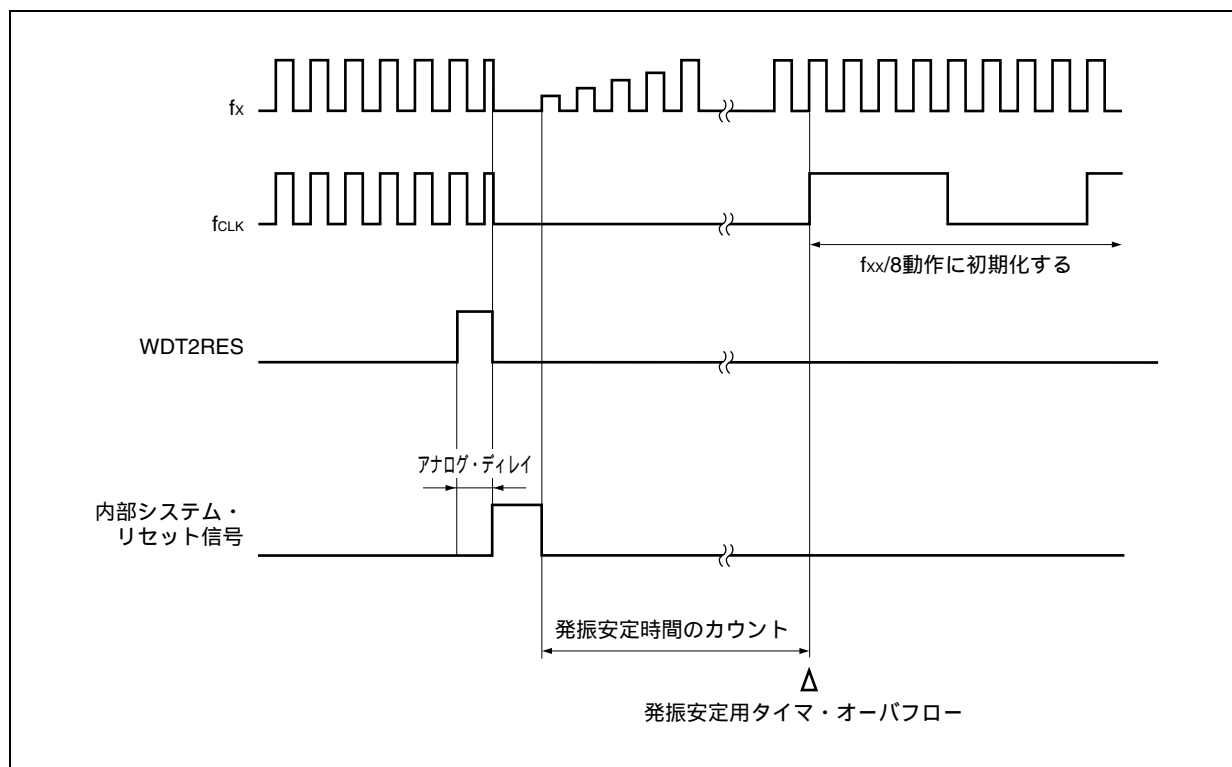 fX
fCLK
fXX/8動作に初期化する
WDT2RES
アナログ・ディレイ
内部システム・
リセット信号
発振安定時間のカウント
発振安定用タイマ・オーバフロー